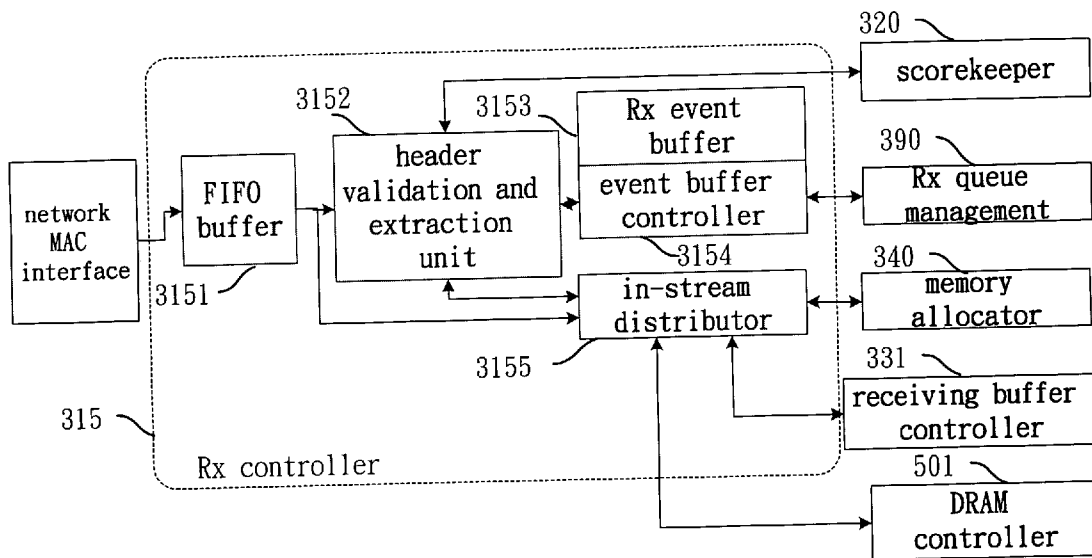 320
scorekeeper
3152
3153
Rx event
buffer
390
header
validation and
extraction
unit
FIFO
buffer
network
MAC
interface
event buffer
controller
Rx queue
management
3151
3154
340
in-stream
distributor
memory
allocator
3155
331
315
receiving buffer
controller
Rx controller
501
DRAM
controller